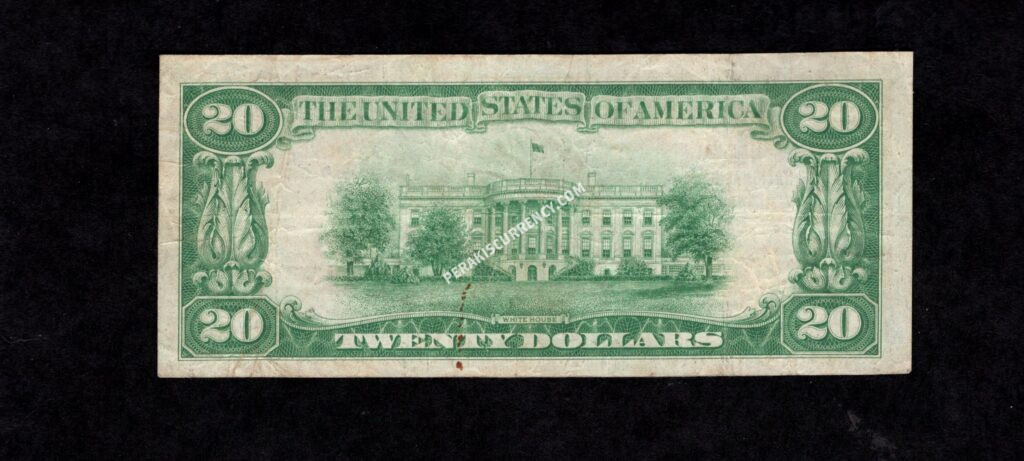 20 THE UNITED STATES OF AMERICA 20
PERAKISCURRENCY.COM
WHITE HOUSE
20 TWENTY DOLLARS 20